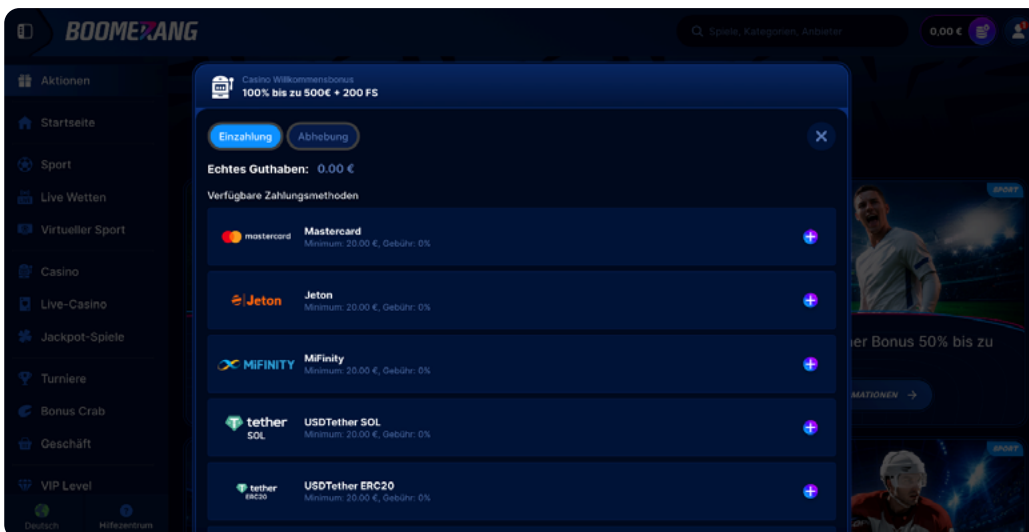 BOOMERANG
Spiele, Kategorien, Anbieter
0,00 €
Aktionen
Startseite
Sport
Live Wetten
Virtueller Sport
Casino
Live-Casino
Jackpot-Spiele
Turniere
Bonus Crab
Geschäft
VIP Level
Deutsch
Hilfezentrum
Casino Willkommensbonus
100% bis zu 500€ + 200 FS
Einzahlung
Abhebung
Echtes Guthaben: 0.00 €
Verfügbare Zahlungsmethoden
mastercard
Mastercard
Minimum: 20.00 €, Gebühr: 0%
Jeton
Jeton
Minimum: 20.00 €, Gebühr: 0%
MiFINITY
MiFinity
Minimum: 20.00 €, Gebühr: 0%
tether
SOL
USDTether SOL
Minimum: 20.00 €, Gebühr: 0%
tether
ERC20
USDTether ERC20
Minimum: 20.00 €, Gebühr: 0%
SPORT
er Bonus 50% bis zu
MATIONEN
SPORT